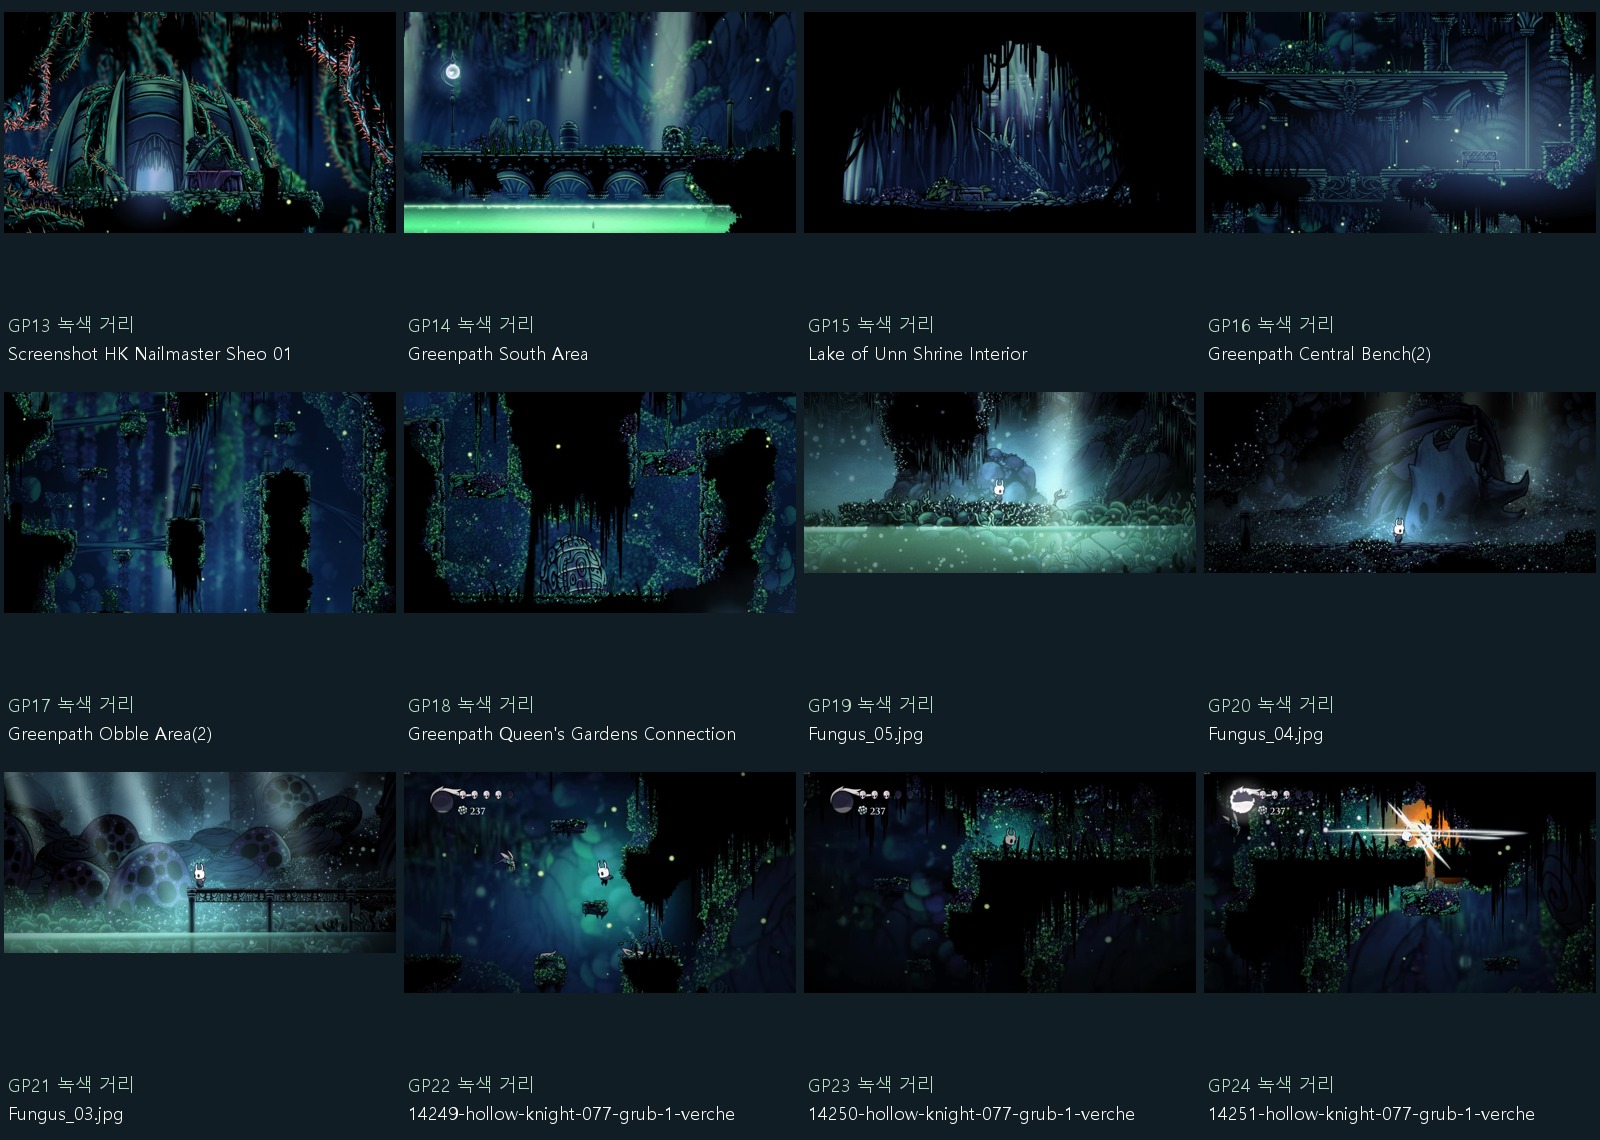 GP13 녹색 거리
Screenshot HK Nailmaster Sheo 01
GP14 녹색 거리
Greenpath South Area
GP15 녹색 거리
Lake of Unn Shrine Interior
GP16 녹색 거리
Greenpath Central Bench(2)
GP17 녹색 거리
Greenpath Obble Area(2)
GP18 녹색 거리
Greenpath Queen's Gardens Connection
GP19 녹색 거리
Fungus_05.jpg
GP20 녹색 거리
Fungus_04.jpg
237
237
237
GP21 녹색 거리
Fungus_03.jpg
GP22 녹색 거리
14249-hollow-knight-077-grub-1-verche
GP23 녹색 거리
14250-hollow-knight-077-grub-1-verche
GP24 녹색 거리
14251-hollow-knight-077-grub-1-verche